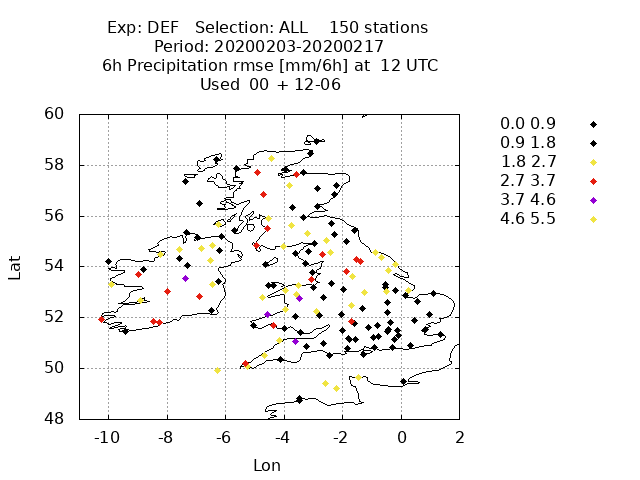 Exp: DEF   Selection: ALL    150 stations
Period: 20200203-20200217
6h Precipitation rmse [mm/6h] at  12 UTC
Used  00 + 12-06
60
58
56
54
52
50
48
Lat
-10 -8 -6 -4 -2 0 2
Lon
0.0 0.9
0.9 1.8
1.8 2.7
2.7 3.7
3.7 4.6
4.6 5.5